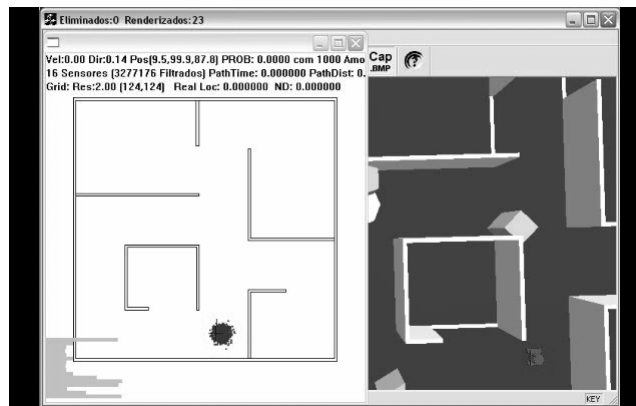 Eliminados:0 Renderizados:23
Vel:0.00 Dir:0.14 Pos(9.5,99.9,87.8) PROB: 0.0000 com 1000 Amo
16 Sensores (3277176 Filtrados) PathTime: 0.000000 PathDist: 0.
Grid: Res:2.00 (124,124) Real Loc: 0.000000 ND: 0.000000
Cap
.BMP
KEY